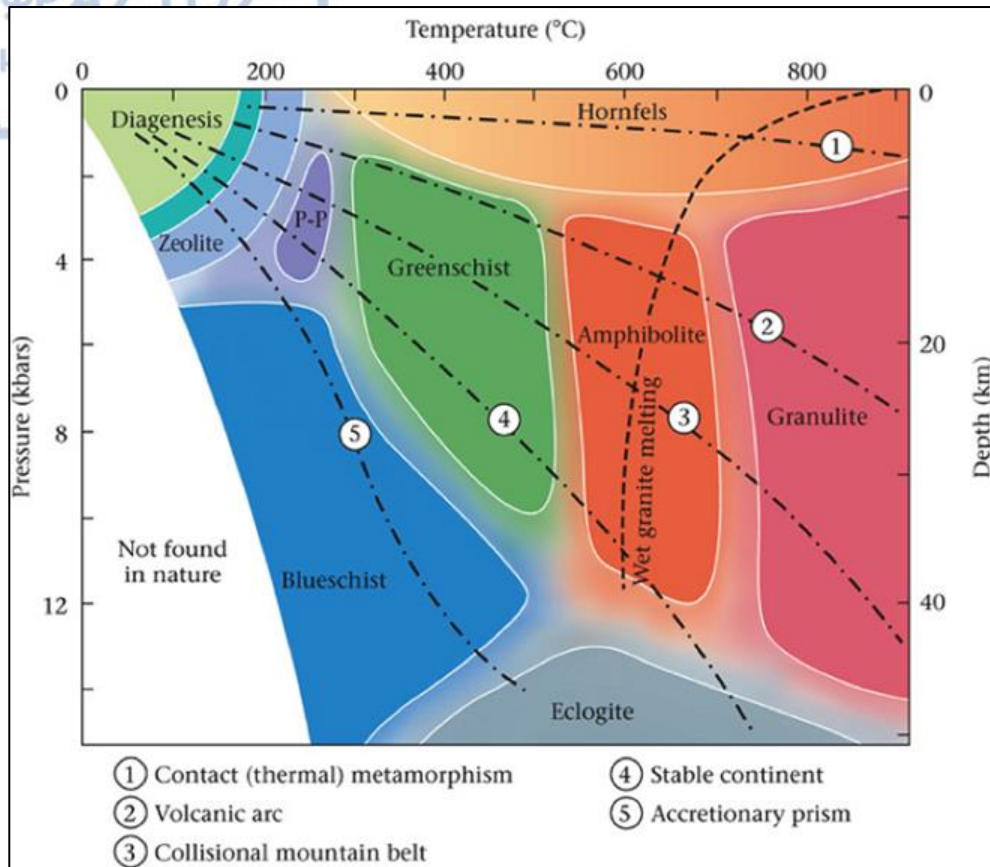 Temperature (°C)
0 200 400 600 800
0
4
8
12
Pressure (kbars)
0
20
40
Depth (km)
Diagenesis
Hornfels
1
P-P
Zeolite
Greenschist
Amphibolite
2
Granulite
3
4
5
Wet granite melting
Not found
in nature
Blueschist
Eclogite
1 Contact (thermal) metamorphism
2 Volcanic arc
3 Collisional mountain belt
4 Stable continent
5 Accretionary prism